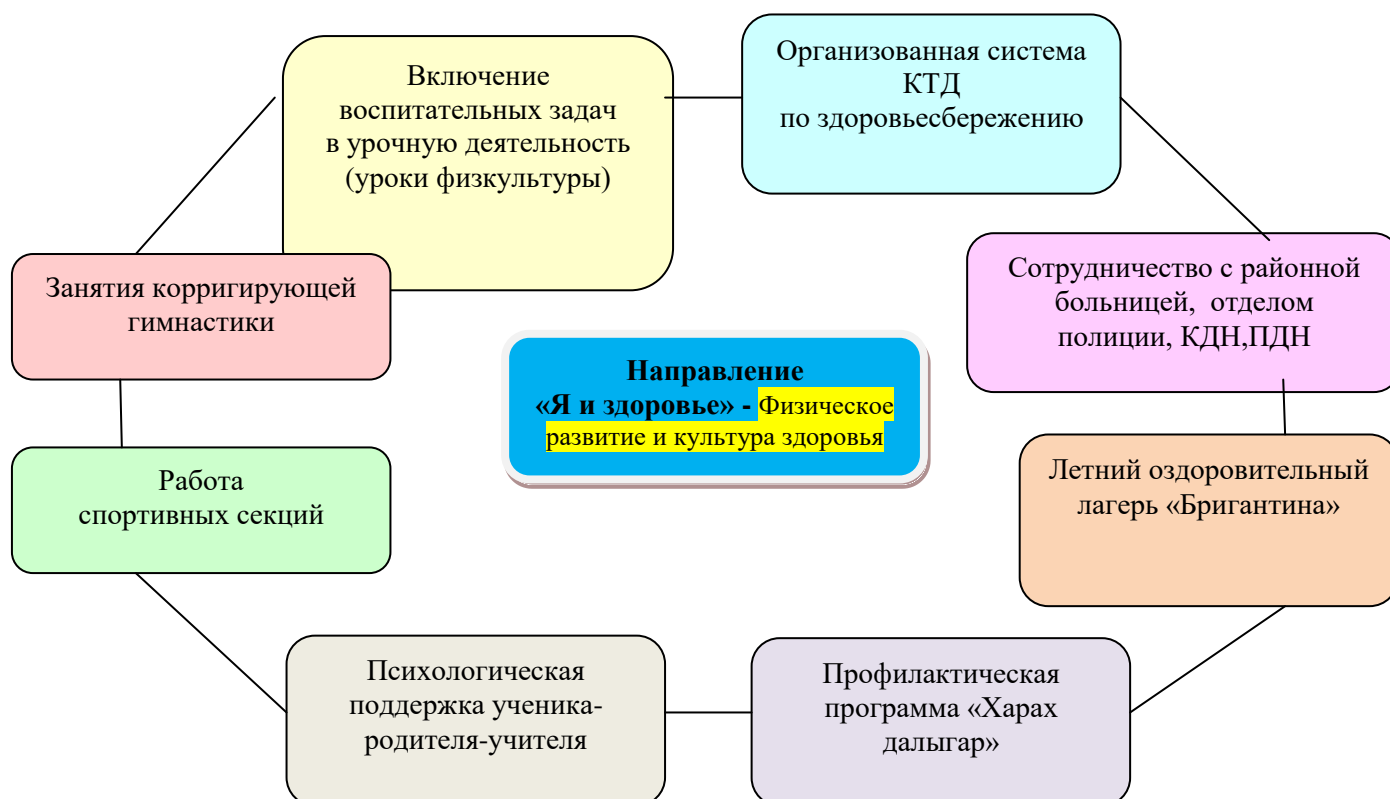 Включение
воспитательных задач
в урочную деятельность
(уроки физкультуры)
Организованная система
КТД
по здоровьесбережению
Занятия корригирующей
гимнастики
Сотрудничество с районной
больницей, отделом
полиции, КДН,ПДН
Направление
«Я и здоровье» - Физическое
развитие и культура здоровья
Работа
спортивных секций
Летний оздоровительный
лагерь «Бригантина»
Психологическая
поддержка ученика-
родителя-учителя
Профилактическая
программа «Харах
далыгар»